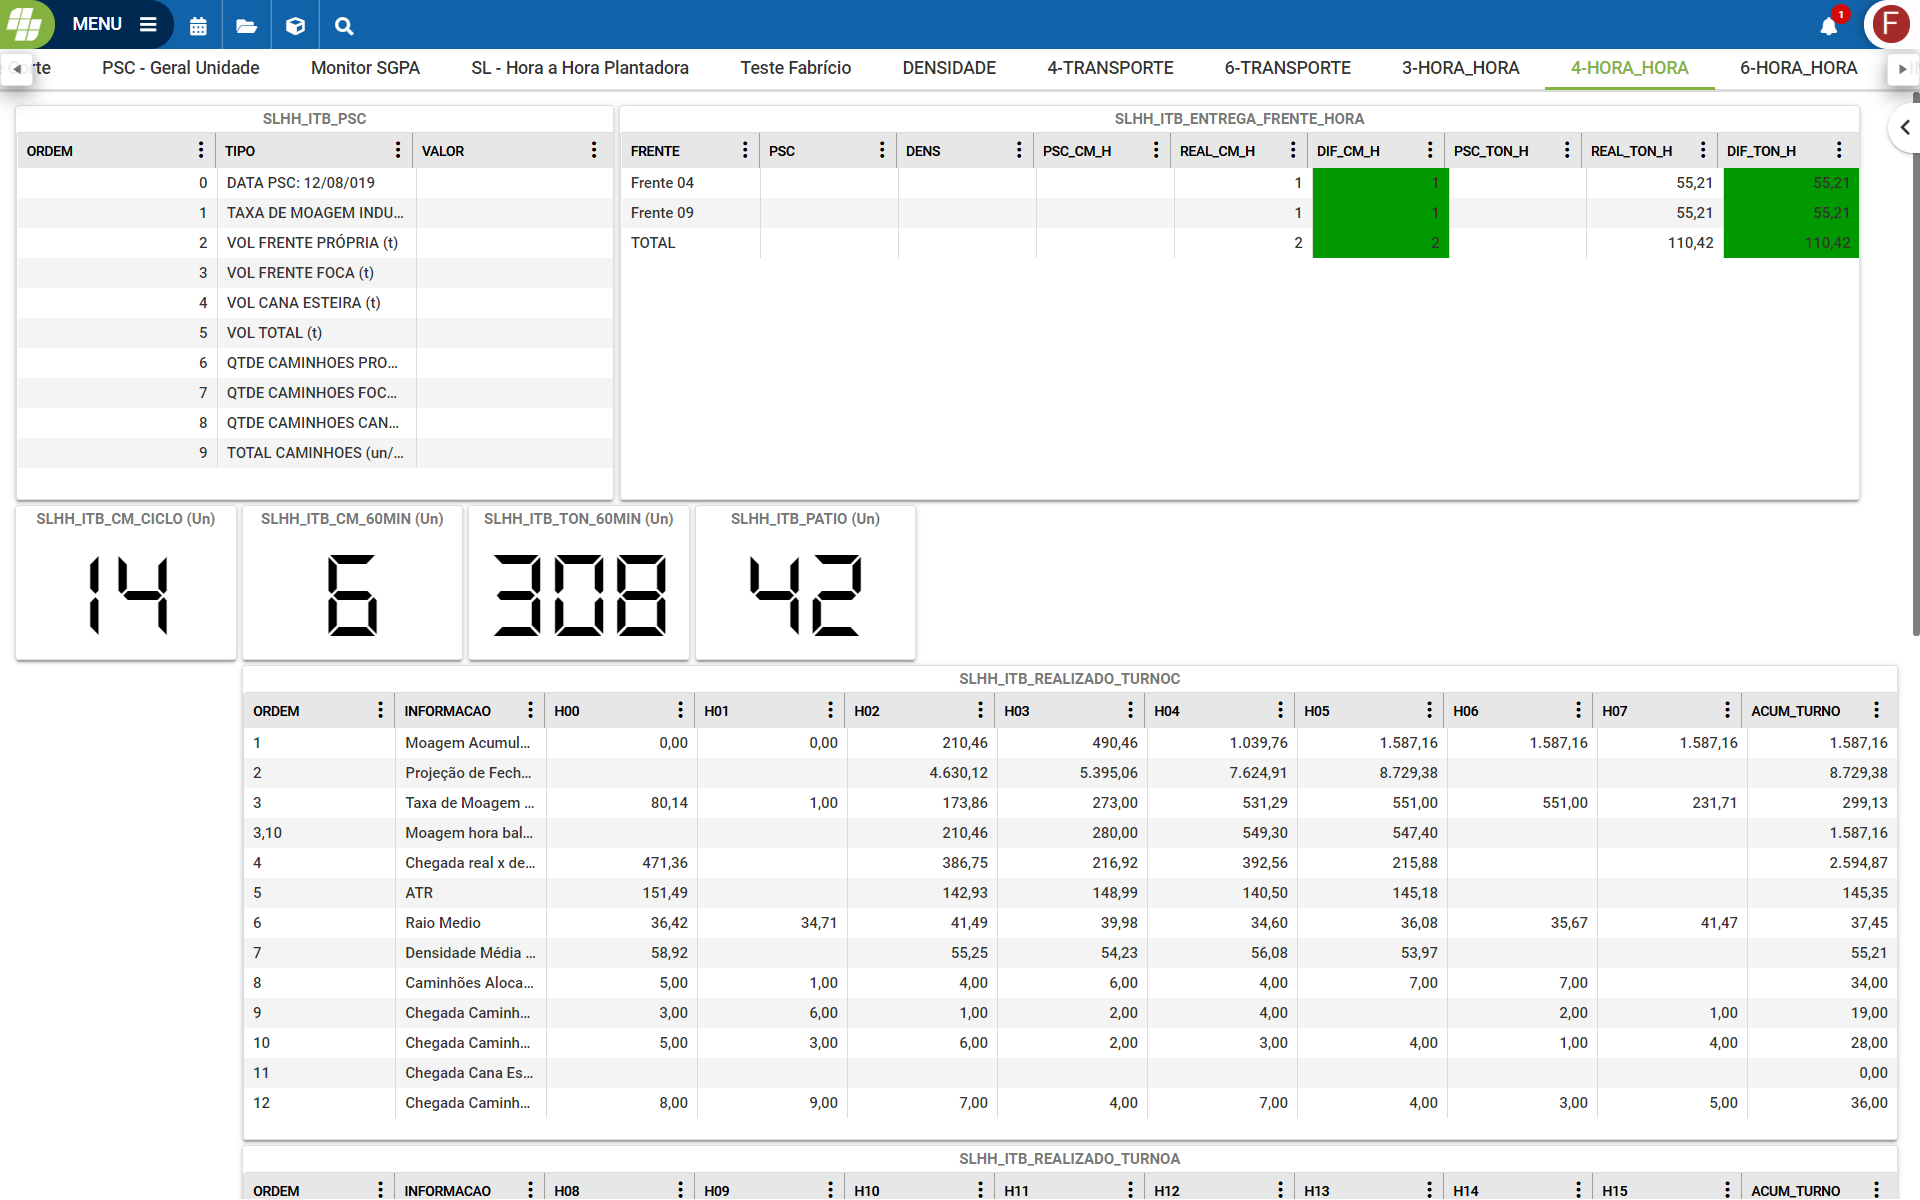 MENU
1
F
orte
PSC - Geral Unidade
Monitor SGPA
SL - Hora a Hora Plantadora
Teste Fabrício
DENSIDADE
4-TRANSPORTE
6-TRANSPORTE
3-HORA_HORA
4-HORA_HORA
6-HORA_HORA
SLHH_ITB_PSC
ORDEM TIPO VALOR
0 DATA PSC: 12/08/019
1 TAXA DE MOAGEM INDU...
2 VOL FRENTE PRÓPRIA (t)
3 VOL FRENTE FOCA (t)
4 VOL CANA ESTEIRA (t)
5 VOL TOTAL (t)
6 QTDE CAMINHOES PRO...
7 QTDE CAMINHOES FOC...
8 QTDE CAMINHOES CAN...
9 TOTAL CAMINHOES (un/...
SLHH_ITB_ENTREGA_FRENTE_HORA
FRENTE PSC DENS PSC_CM_H REAL_CM_H DIF_CM_H PSC_TON_H REAL_TON_H DIF_TON_H
Frente 04 1 1 55,21 55,21
Frente 09 1 1 55,21 55,21
TOTAL 2 2 110,42 110,42
SLHH_ITB_CM_CICLO (Un)
14
SLHH_ITB_CM_60MIN (Un)
6
SLHH_ITB_TON_60MIN (Un)
308
SLHH_ITB_PATIO (Un)
42
SLHH_ITB_REALIZADO_TURNOC
ORDEM INFORMACAO H00 H01 H02 H03 H04 H05 H06 H07 ACUM_TURNO
1 Moagem Acumul... 0,00 0,00 210,46 490,46 1.039,76 1.587,16 1.587,16 1.587,16 1.587,16
2 Projeção de Fech... 4.630,12 5.395,06 7.624,91 8.729,38 8.729,38
3 Taxa de Moagem ... 80,14 1,00 173,86 273,00 531,29 551,00 551,00 231,71 299,13
3,10 Moagem hora bal... 210,46 280,00 549,30 547,40 1.587,16
4 Chegada real x de... 471,36 386,75 216,92 392,56 215,88 2.594,87
5 ATR 151,49 142,93 148,99 140,50 145,18 145,35
6 Raio Medio 36,42 34,71 41,49 39,98 34,60 36,08 35,67 41,47 37,45
7 Densidade Média ... 58,92 55,25 54,23 56,08 53,97 55,21
8 Caminhões Aloca... 5,00 1,00 4,00 6,00 4,00 7,00 7,00 34,00
9 Chegada Caminh... 3,00 6,00 1,00 2,00 4,00 2,00 1,00 19,00
10 Chegada Caminh... 5,00 3,00 6,00 2,00 3,00 4,00 1,00 4,00 28,00
11 Chegada Cana Es... 0,00
12 Chegada Caminh... 8,00 9,00 7,00 4,00 7,00 4,00 3,00 5,00 36,00
SLHH_ITB_REALIZADO_TURNOA
ORDEM INFORMACAO H08 H09 H10 H11 H12 H13 H14 H15 ACUM_TURNO